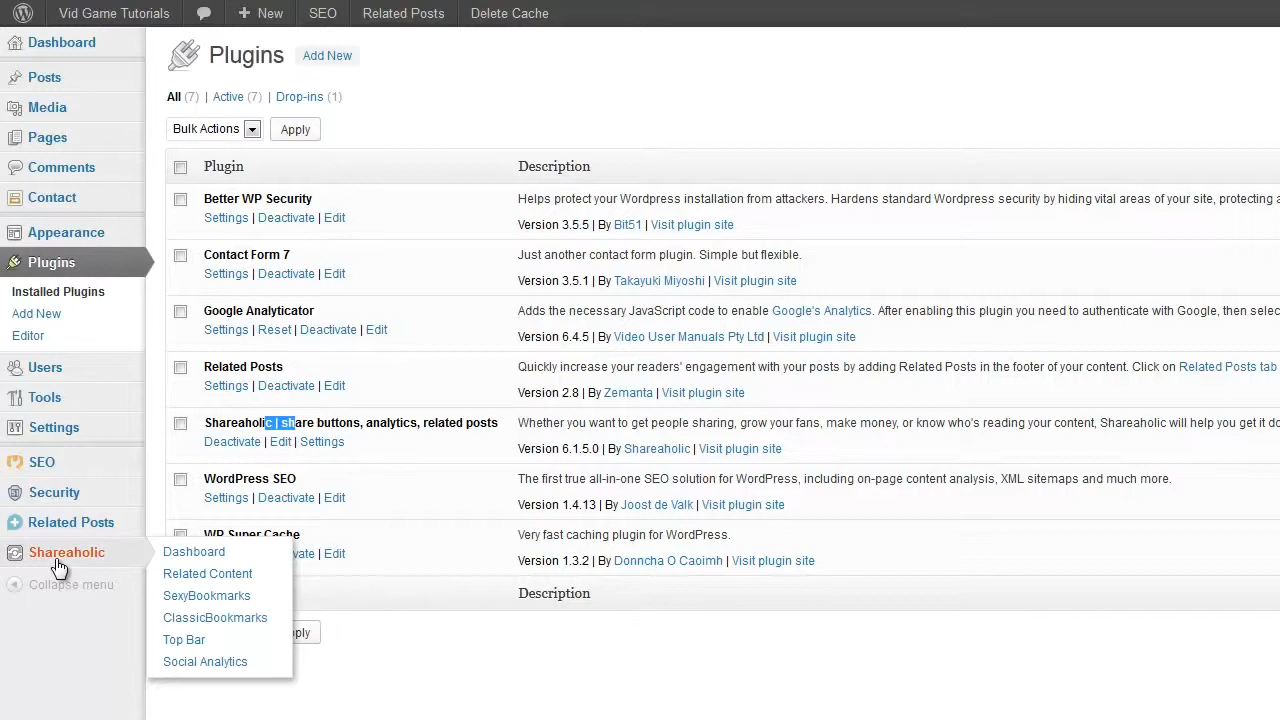 Vid Game Tutorials New SEO Related Posts Delete Cache
Dashboard
Posts
Media
Pages
Comments
Contact
Appearance
Plugins
Installed Plugins
Add New
Editor
Users
Tools
Settings
SEO
Security
Related Posts
Shareaholic
Collapse menu
Dashboard
Related Content
SexyBookmarks
ClassicBookmarks
Top Bar
Social Analytics
Plugins Add New
All (7) | Active (7) | Drop-ins (1)
Bulk Actions Apply
Plugin Description
Better WP Security Helps protect your Wordpress installation from attackers. Hardens standard Wordpress security by hiding vital areas of your site, protecting a
Settings | Deactivate | Edit Version 3.5.5 | By Bit51 | Visit plugin site
Contact Form 7 Just another contact form plugin. Simple but flexible.
Settings | Deactivate | Edit Version 3.5.1 | By Takayuki Miyoshi | Visit plugin site
Google Analyticator Adds the necessary JavaScript code to enable Google's Analytics. After enabling this plugin you need to authenticate with Google, then selec
Settings | Reset | Deactivate | Edit Version 6.4.5 | By Video User Manuals Pty Ltd | Visit plugin site
Related Posts Quickly increase your readers' engagement with your posts by adding Related Posts in the footer of your content. Click on Related Posts tab
Settings | Deactivate | Edit Version 2.8 | By Zemanta | Visit plugin site
Shareaholic | share buttons, analytics, related posts Whether you want to get people sharing, grow your fans, make money, or know who's reading your content, Shareaholic will help you get it do
Deactivate | Edit | Settings Version 6.1.5.0 | By Shareaholic | Visit plugin site
WordPress SEO The first true all-in-one SEO solution for WordPress, including on-page content analysis, XML sitemaps and much more.
Settings | Deactivate | Edit Version 1.4.13 | By Joost de Valk | Visit plugin site
WP Super Cache Very fast caching plugin for WordPress.
vate | Edit Version 1.3.2 | By Donncha O Caoimh | Visit plugin site
Description
pply